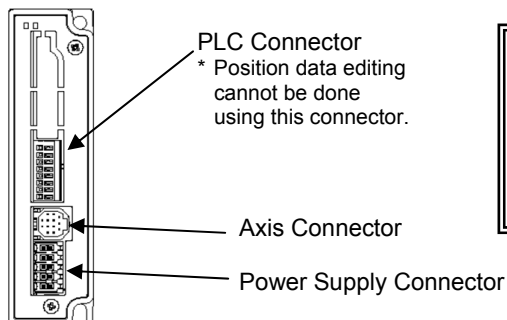 PLC Connector
* Position data editing
cannot be done
using this connector.
Axis Connector
Power Supply Connector